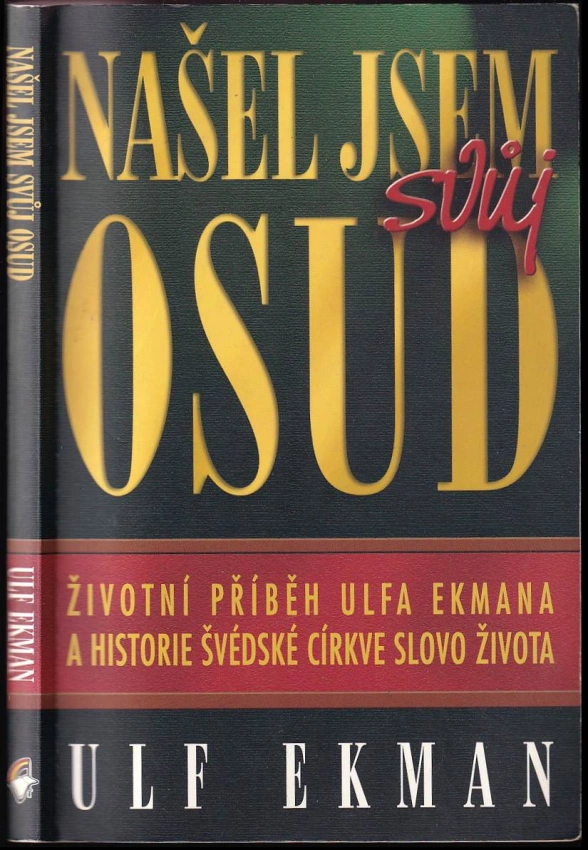 NAŠEL JSEM
svůj
OSUD
ŽIVOTNÍ PŘÍBĚH ULFA EKMANA
A HISTORIE ŠVÉDSKÉ CÍRKVE SLOVO ŽIVOTA
ULF EKMAN
NAŠEL JSEM SVŮJ OSUD
ULF EKMAN